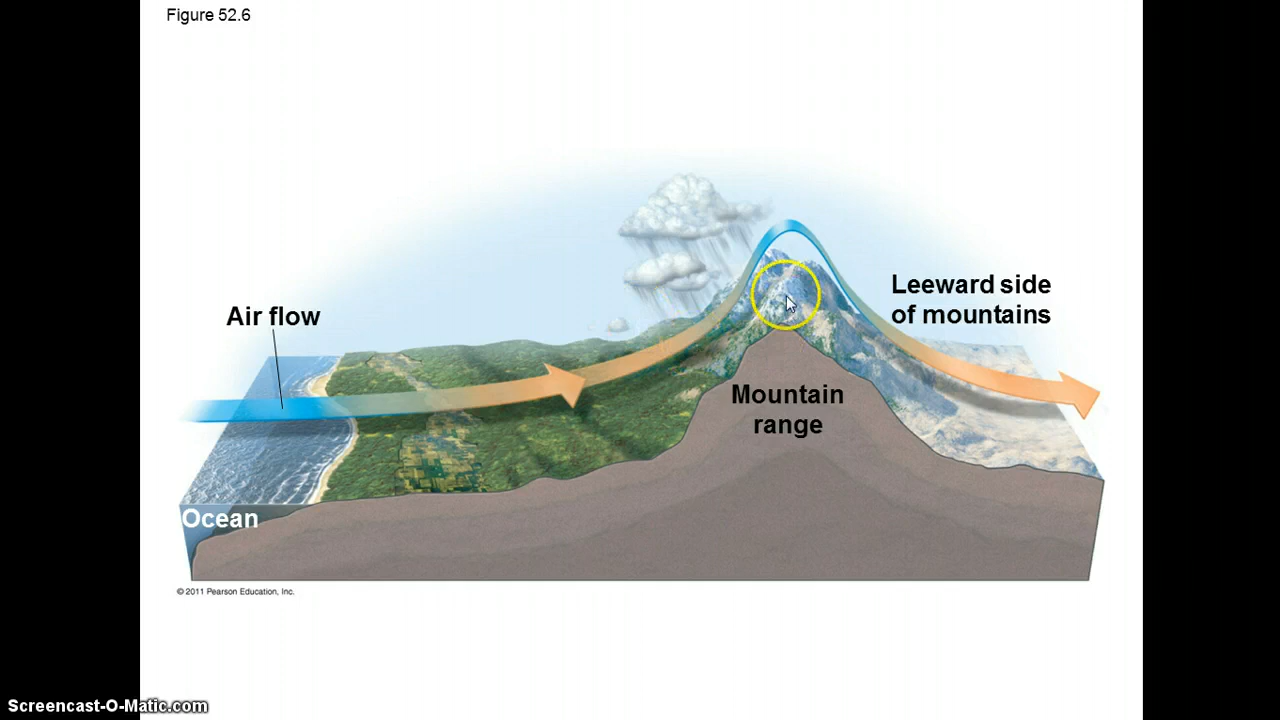 Figure 52.6
Air flow
Leeward side
of mountains
Mountain
range
Ocean
© 2011 Pearson Education, Inc.
Screencast-O-Matic.com